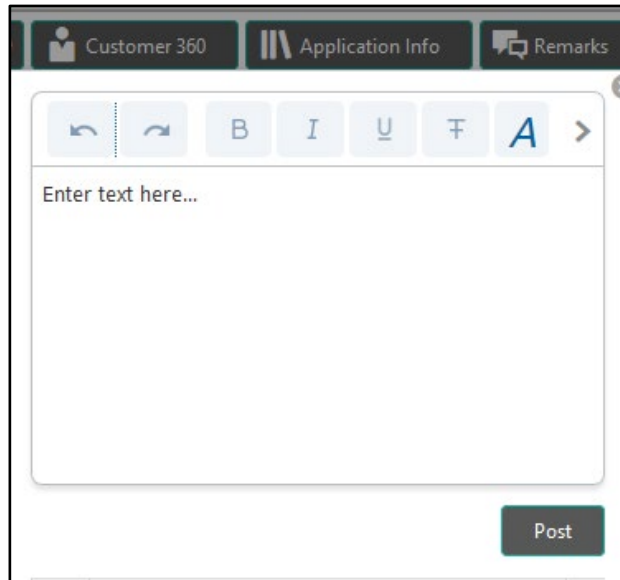 Customer 360 Application Info Remarks
B I U T A
Enter text here...
Post